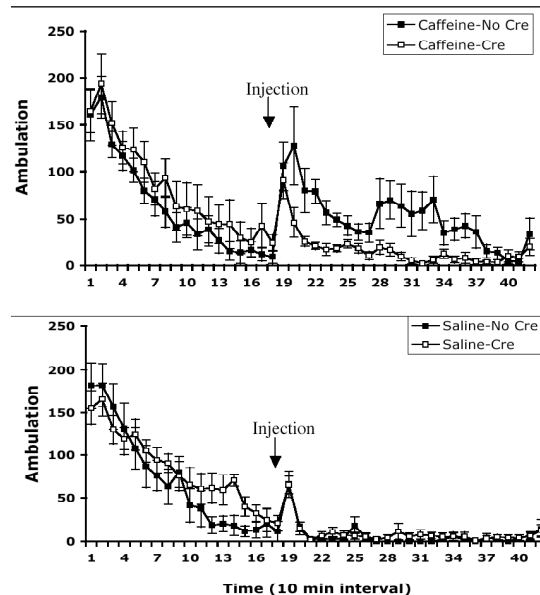 Caffeine-No Cre
Caffeine-Cre
250
200
150
100
50
0
Ambulation
Injection
1 4 7 10 13 16 19 22 25 28 31 34 37 40
Saline-No Cre
Saline-Cre
250
200
150
100
50
0
Ambulation
Injection
1 4 7 10 13 16 19 22 25 28 31 34 37 40
Time (10 min interval)